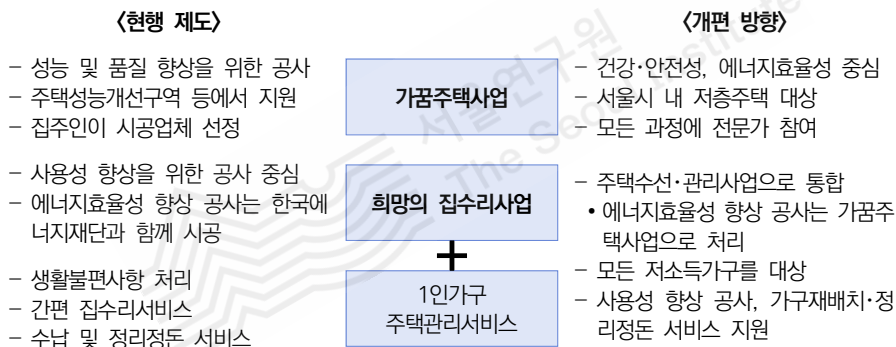 〈현행 제도〉
〈개편 방향〉
- 성능 및 품질 향상을 위한 공사
- 주택성능개선구역 등에서 지원
- 집주인이 시공업체 선정
가꿈주택사업
- 건강•안전성, 에너지효율성 중심
- 서울시 내 저층주택 대상
- 모든 과정에 전문가 참여
- 사용성 향상을 위한 공사 중심
- 에너지효율성 향상 공사는 한국에
너지재단과 함께 시공
희망의 집수리사업
- 주택수선•관리사업으로 통합
• 에너지효율성 향상 공사는 가꿈주
택사업으로 처리
- 모든 저소득가구를 대상
- 사용성 향상 공사, 가구재배치•정
리정돈 서비스 지원
+
- 생활불편사항 처리
- 간편 집수리서비스
- 수납 및 정리정돈 서비스
1인가구
주택관리서비스
서울연구원
The Seoul Institute